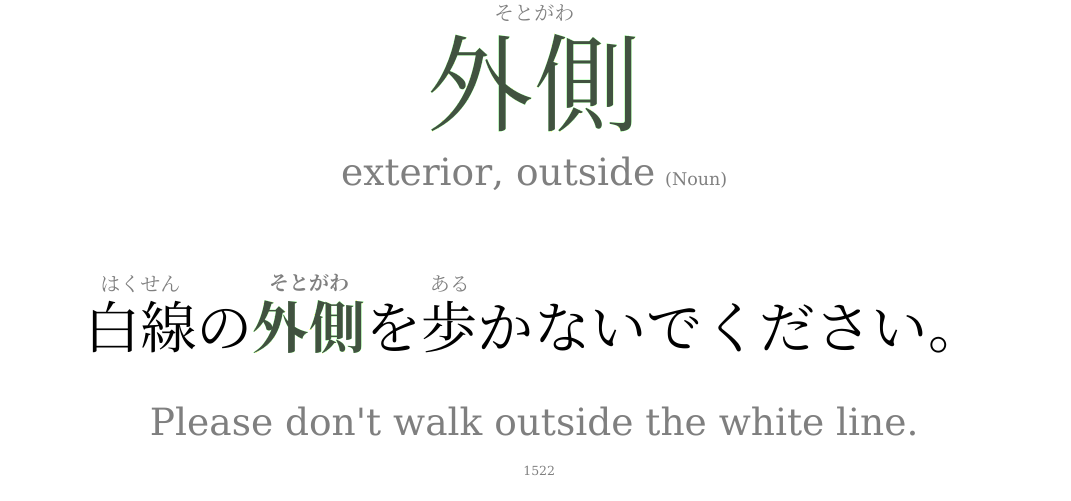 そとがわ
外側
exterior, outside (Noun)
はくせん そとがわ ある
白線の外側を歩かないでください。
Please don't walk outside the white line.
1522